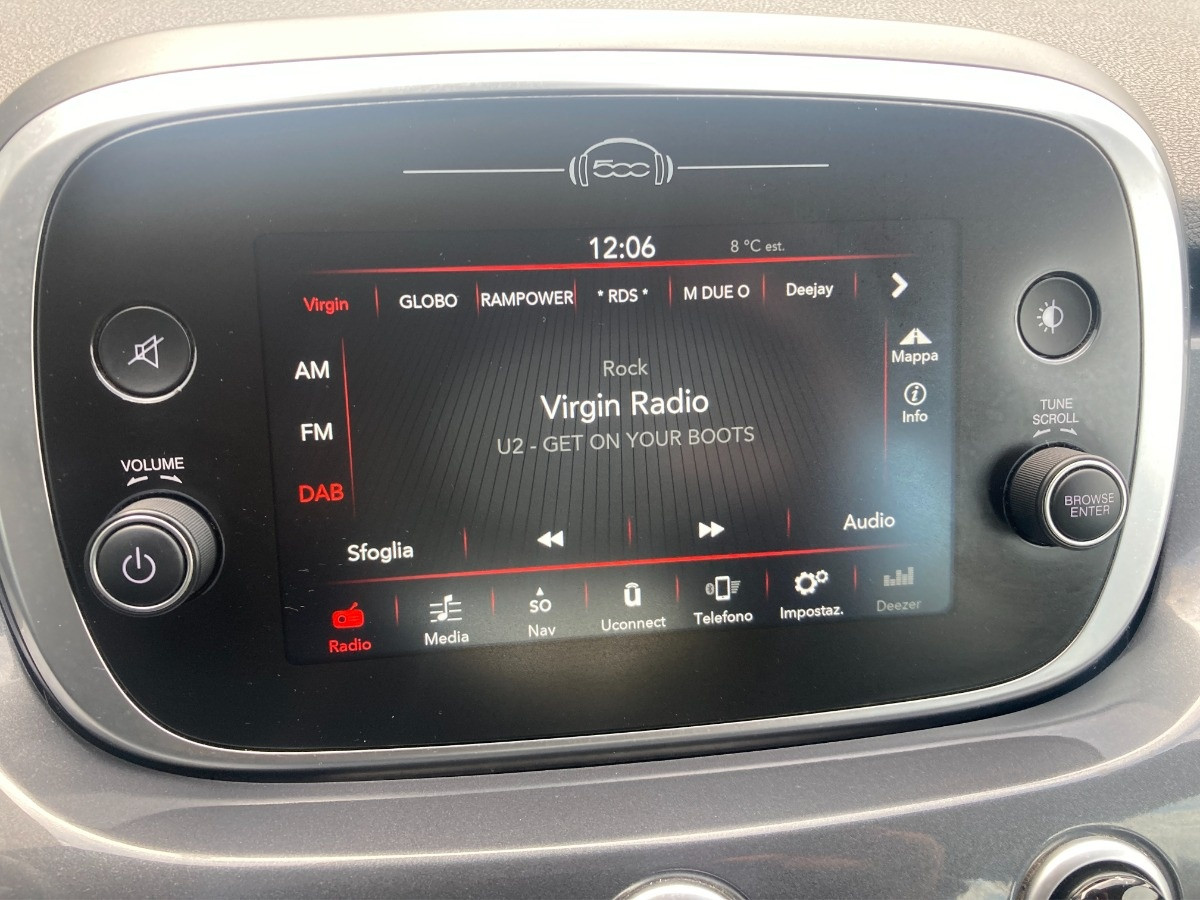 500
12:06 8 °C est.
Virgin GLOBO RAMPOWER * RDS * M DUE O Deejay
AM
FM
DAB
Rock
Virgin Radio
U2 - GET ON YOUR BOOTS
Mappa
Info
VOLUME
TUNE
SCROLL
BROWSE
ENTER
Sfoglia Audio
SO
Radio Media Nav Uconnect Telefono Impostaz. Deezer